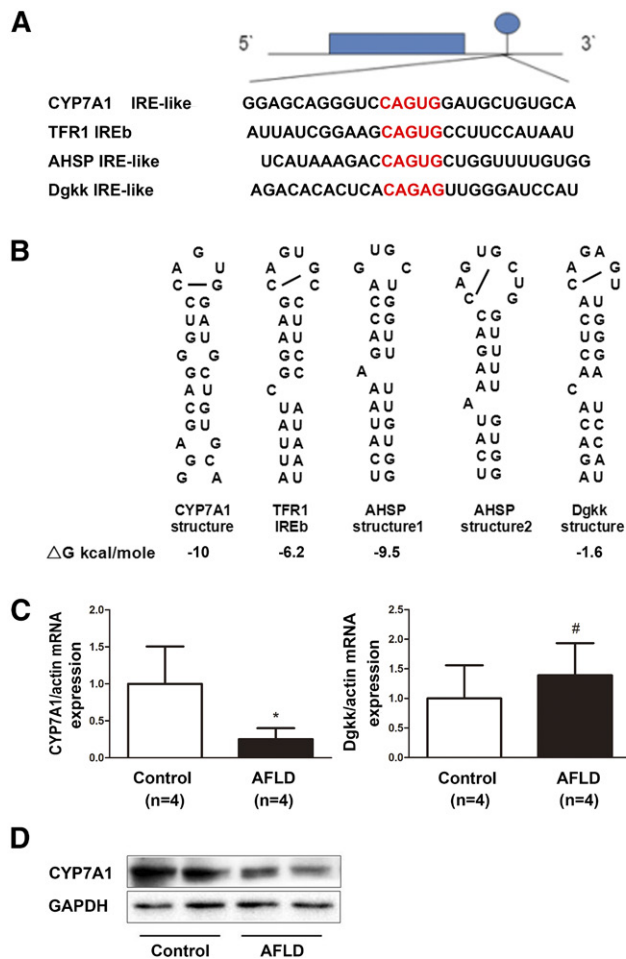 A
5` 3`
CYP7A1 IRE-like GGAGCAGGGUCCAGUGGAUGCUGUGCA
TFR1 IREb AUUAUCGGAAGCAGUGCCUUCCAUAAU
AHSP IRE-like UCAUAAAGACCAGUGCUGGUUUUGUGG
Dgkk IRE-like AGACACACUCACAGAGUUGGGAUCCAU
B
CYP7A1 structure
TFR1 IREb
AHSP structure1
AHSP structure2
Dgkk structure
△G kcal/mole -10 -6.2 -9.5 -1.6
C
CYP7A1/actin mRNA
expression
2.0
1.5
1.0
0.5
0.0
*
Control AFLD
(n=4) (n=4)
Dgkk/actin mRNA
expression
2.5
2.0
1.5
1.0
0.5
0.0
#
Control AFLD
(n=4) (n=4)
D
CYP7A1
GAPDH
Control AFLD